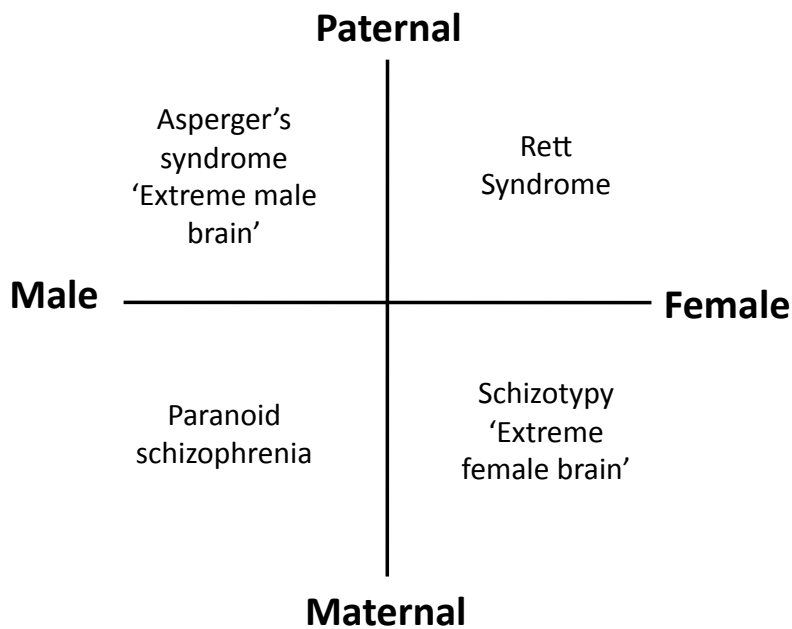 Paternal
Asperger’s
syndrome
‘Extreme male
brain’
Rett
Syndrome
Male
Female
Paranoid
schizophrenia
Schizotypy
‘Extreme
female brain’
Maternal